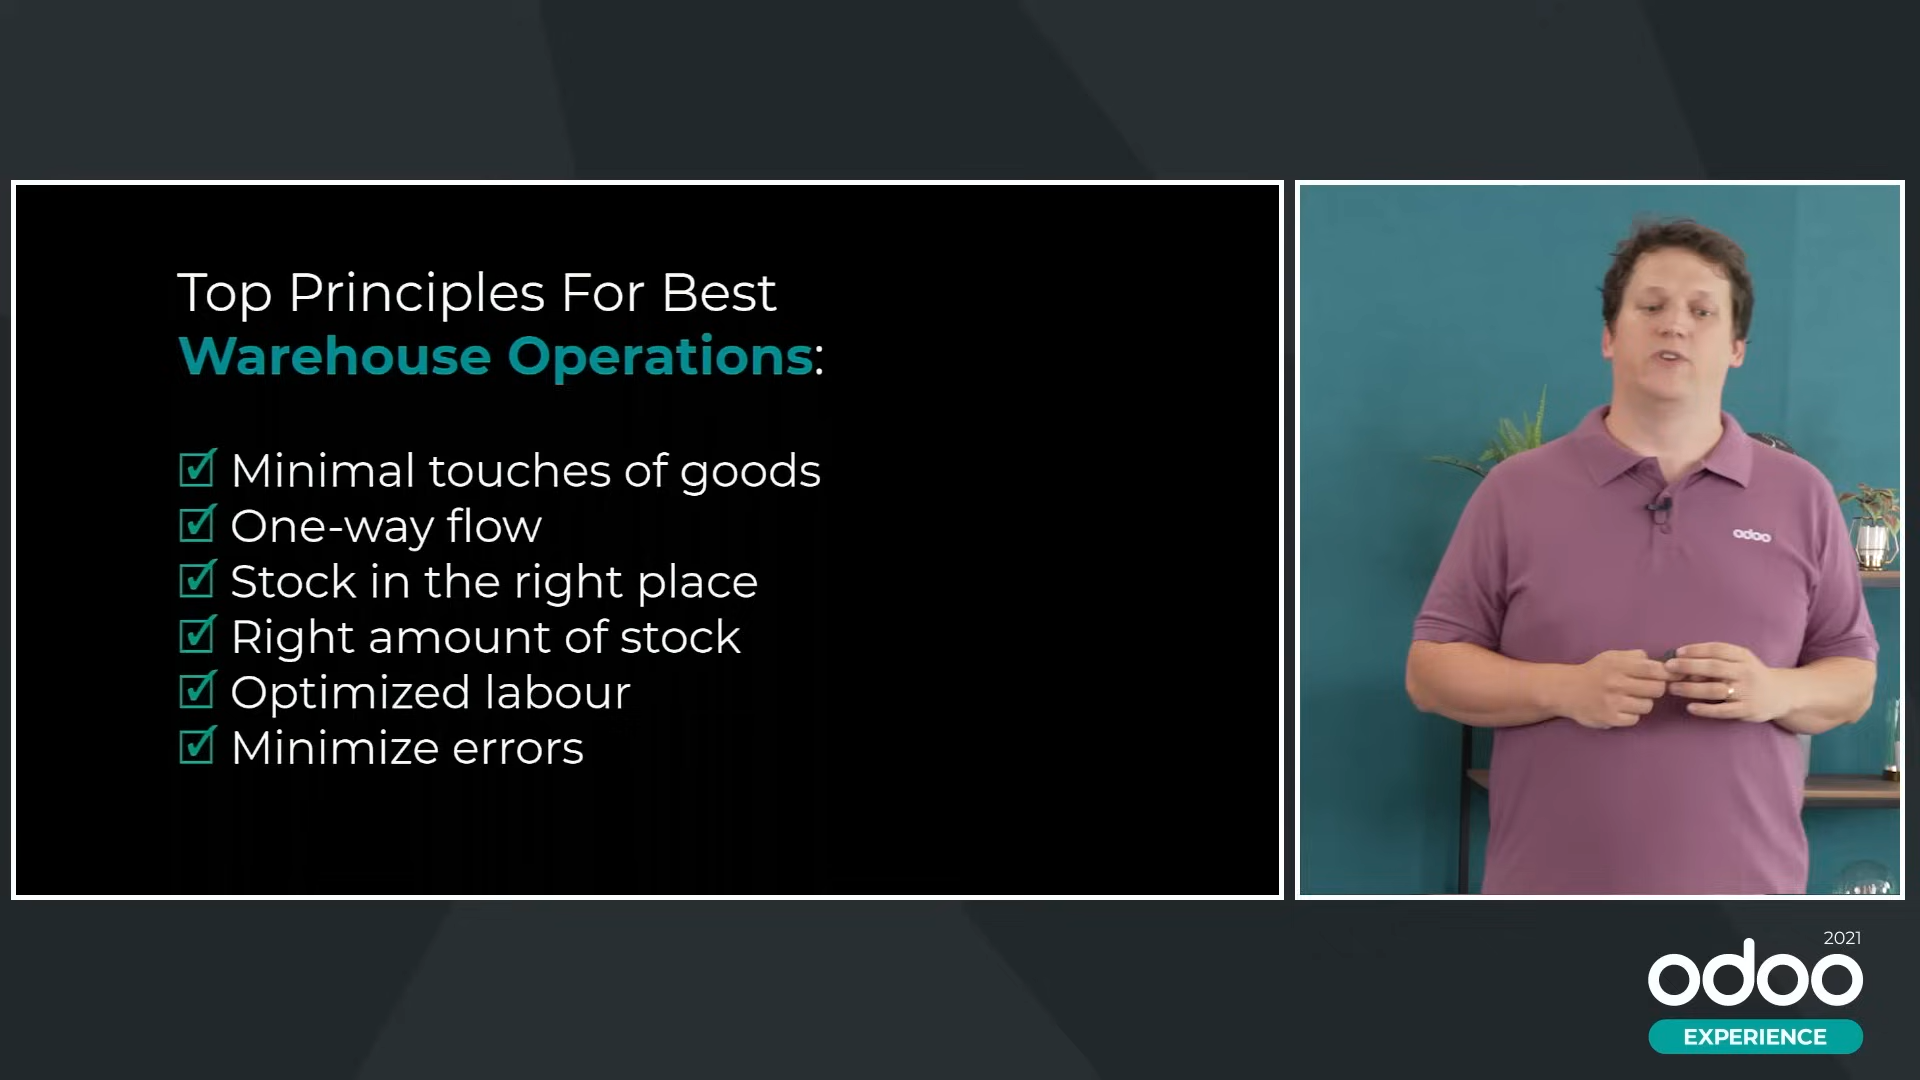 Top Principles For Best
Warehouse Operations:
☑ Minimal touches of goods
☑ One-way flow
☑ Stock in the right place
☑ Right amount of stock
☑ Optimized labour
☑ Minimize errors
odoo
2021
odoo
EXPERIENCE